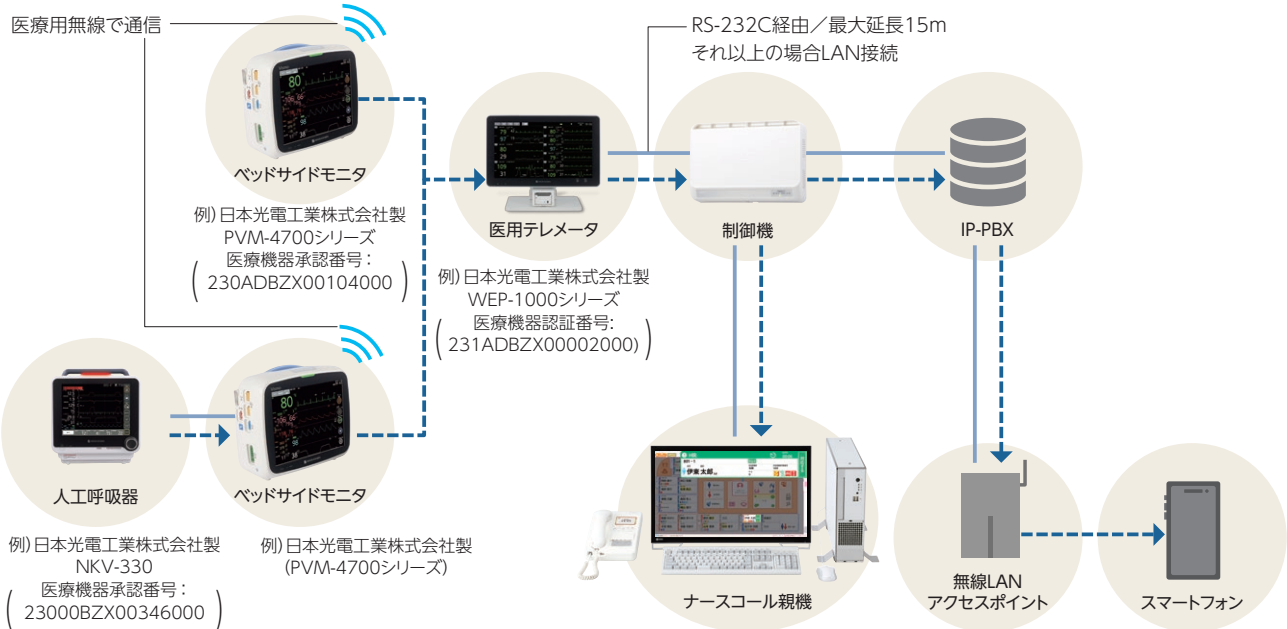 医療用無線で通信
RS-232C経由／最大延長15m
それ以上の場合LAN接続
ベッドサイドモニタ
例）日本光電工業株式会社製
PVM-4700シリーズ
医療機器承認番号：
230ADBZX00104000
医用テレメータ
例）日本光電工業株式会社製
WEP-1000シリーズ
医療機器認証番号：
231ADBZX00002000)
制御機
IP-PBX
人工呼吸器
例）日本光電工業株式会社製
NKV-330
医療機器承認番号：
23000BZX00346000
ベッドサイドモニタ
例）日本光電工業株式会社製
(PVM-4700シリーズ)
伊東 太郎
ナースコール親機
無線LAN
アクセスポイント
スマートフォン